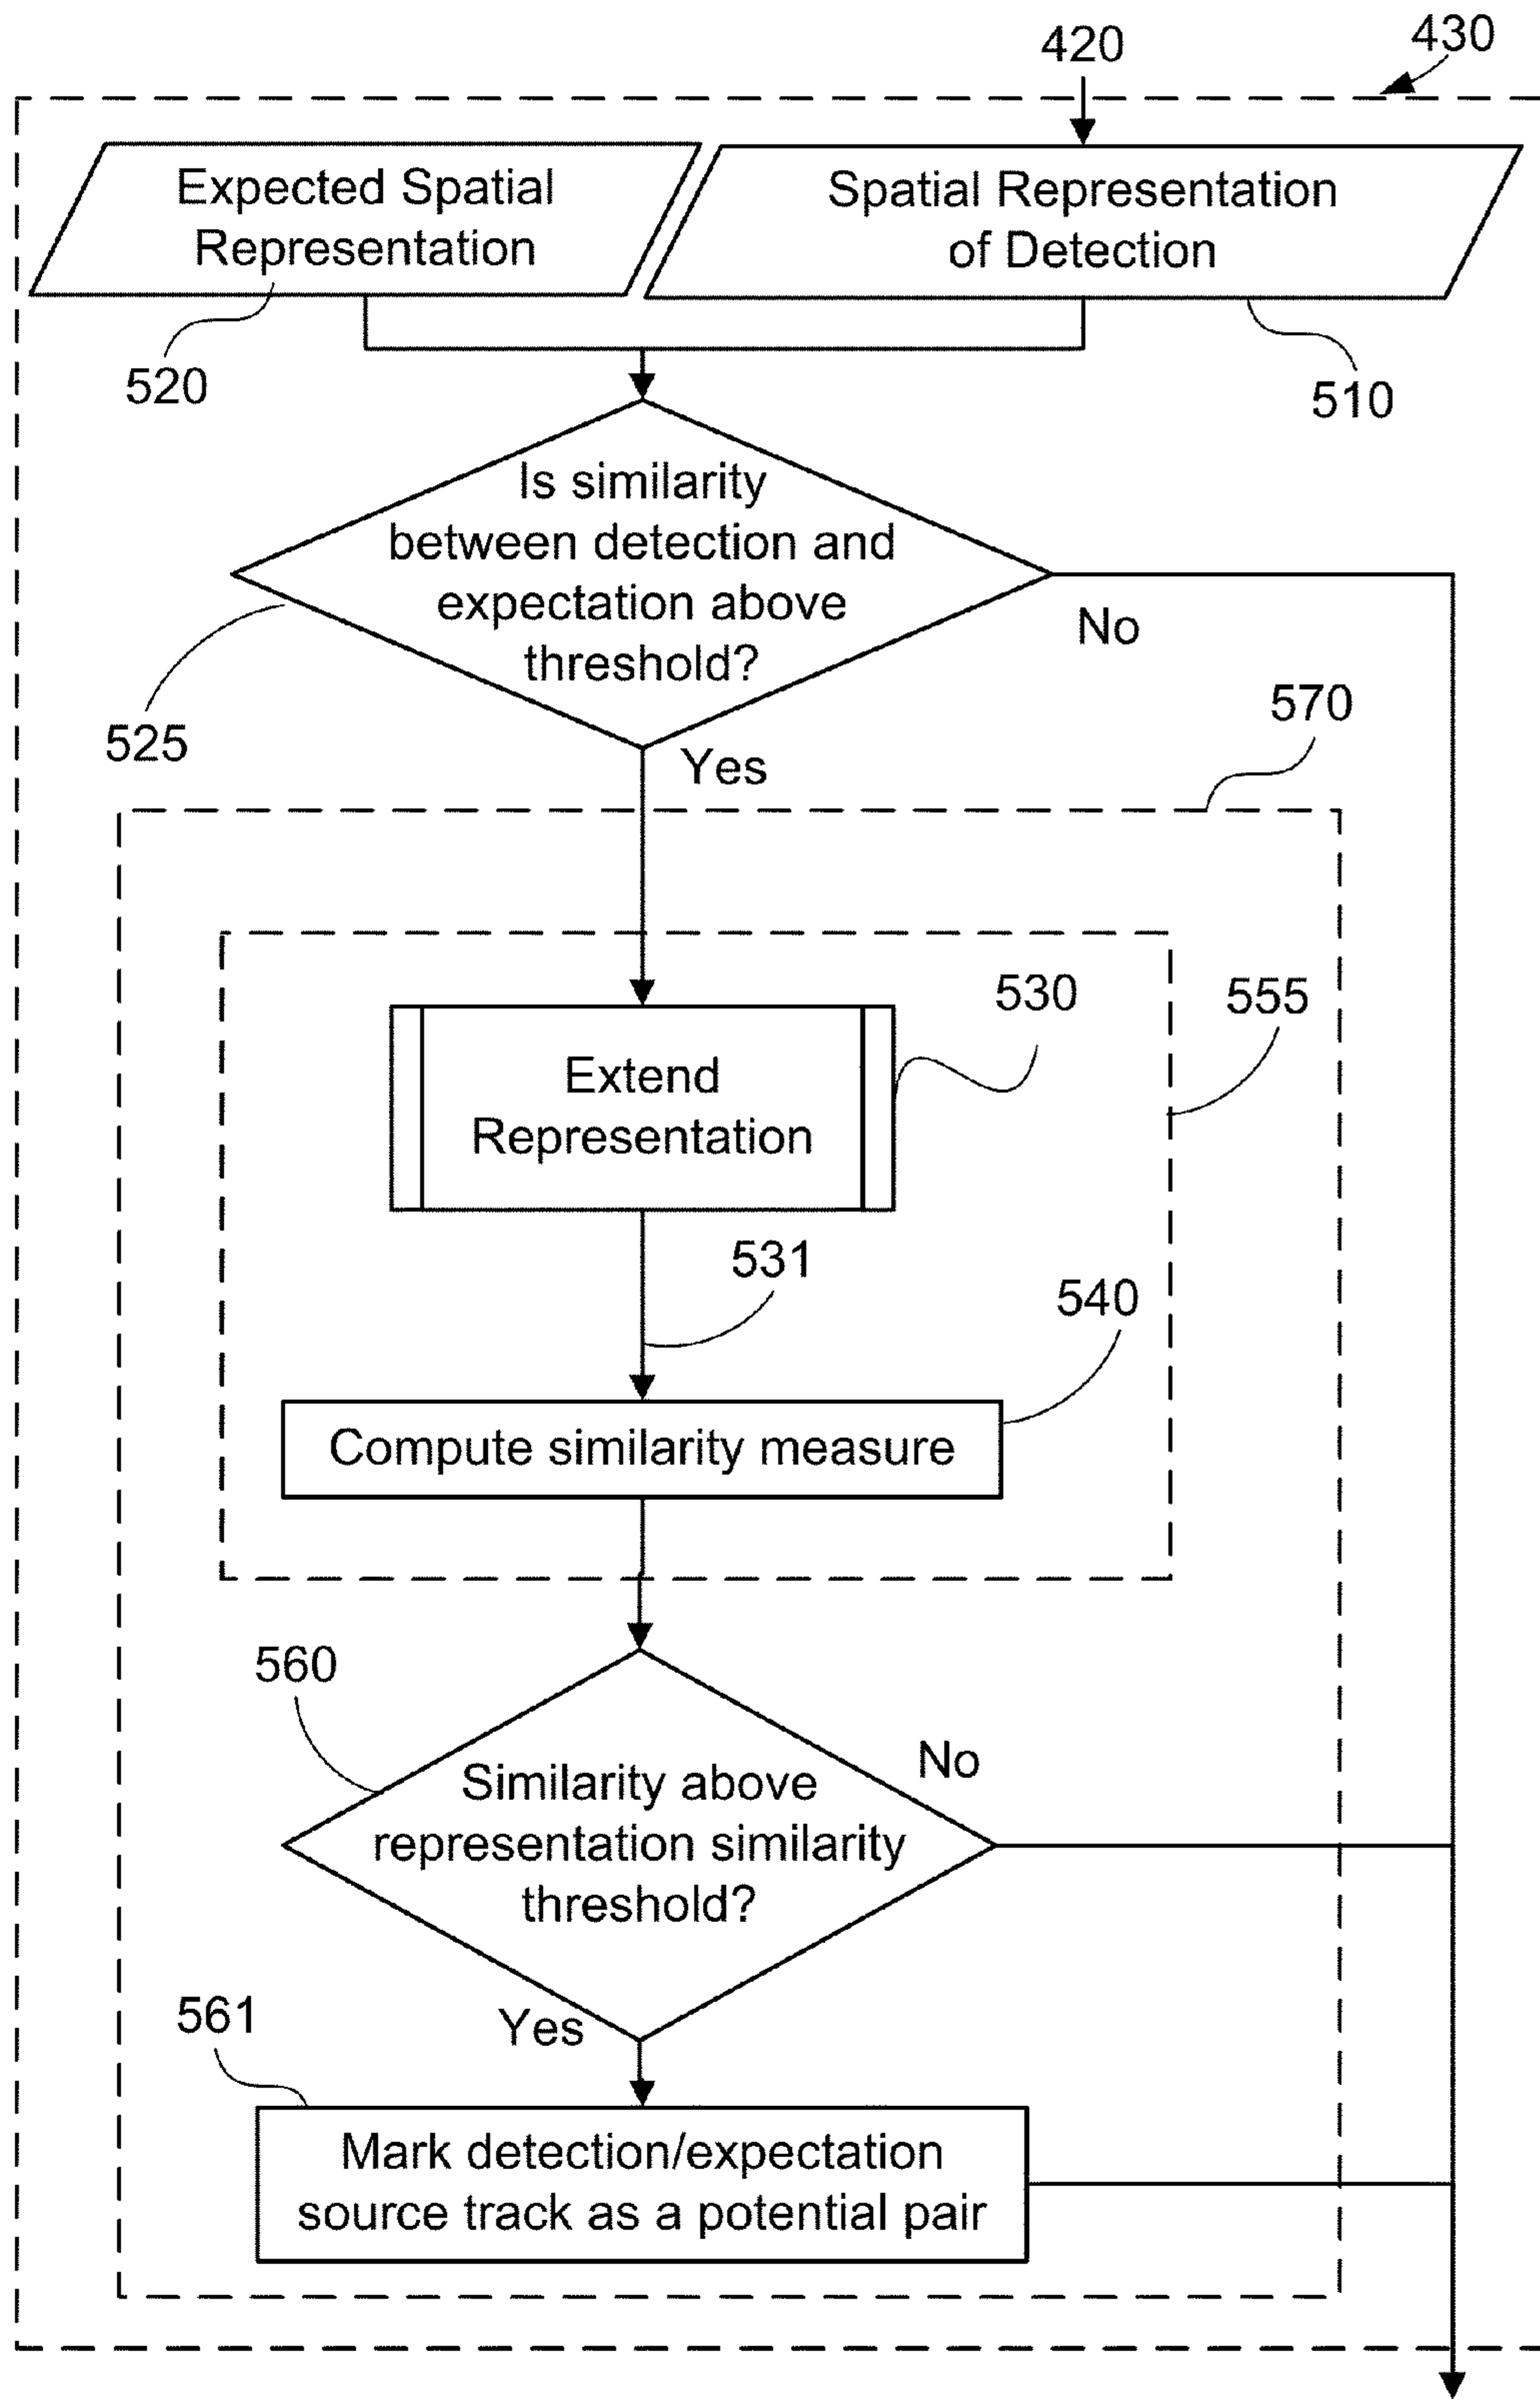 420
430
Expected Spatial
Representation
Spatial Representation
of Detection
520
510
Is similarity
between detection and
expectation above
threshold?
No
525
Yes
570
530
555
Extend
Representation
531
540
Compute similarity measure
560
No
Similarity above
representation similarity
threshold?
Yes
561
Mark detection/expectation
source track as a potential pair